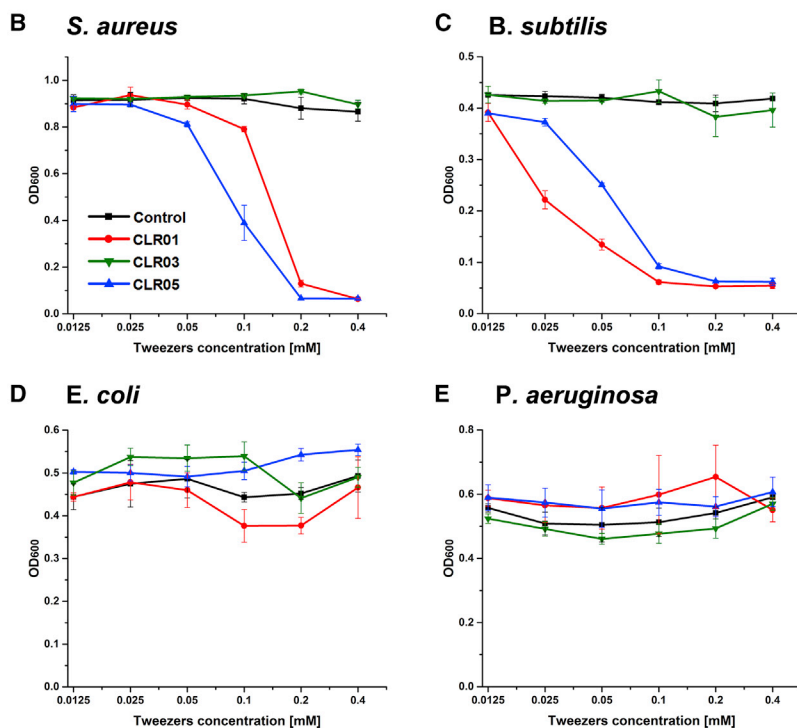 B S. aureus
1.0
0.8
0.6
0.4
0.2
0.0
OD600
Control
CLR01
CLR03
CLR05
0.0125 0.025 0.05 0.1 0.2 0.4
Tweezers concentration [mM]
C B. subtilis
0.5
0.4
0.3
0.2
0.1
0.0
OD600
0.0125 0.025 0.05 0.1 0.2 0.4
Tweezers concentration [mM]
D E. coli
0.6
0.5
0.4
0.3
0.2
0.1
0.0
OD600
0.0125 0.025 0.05 0.1 0.2 0.4
Tweezers concentration [mM]
E P. aeruginosa
0.8
0.6
0.4
0.2
0.0
OD600
0.0125 0.025 0.05 0.1 0.2 0.4
Tweezers concentration [mM]